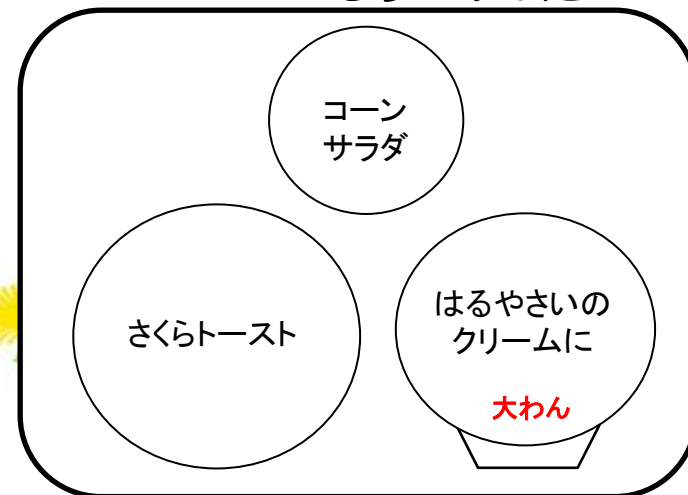 コーン
サラダ
さくらトースト
はるやさいの
クリームに
大わん